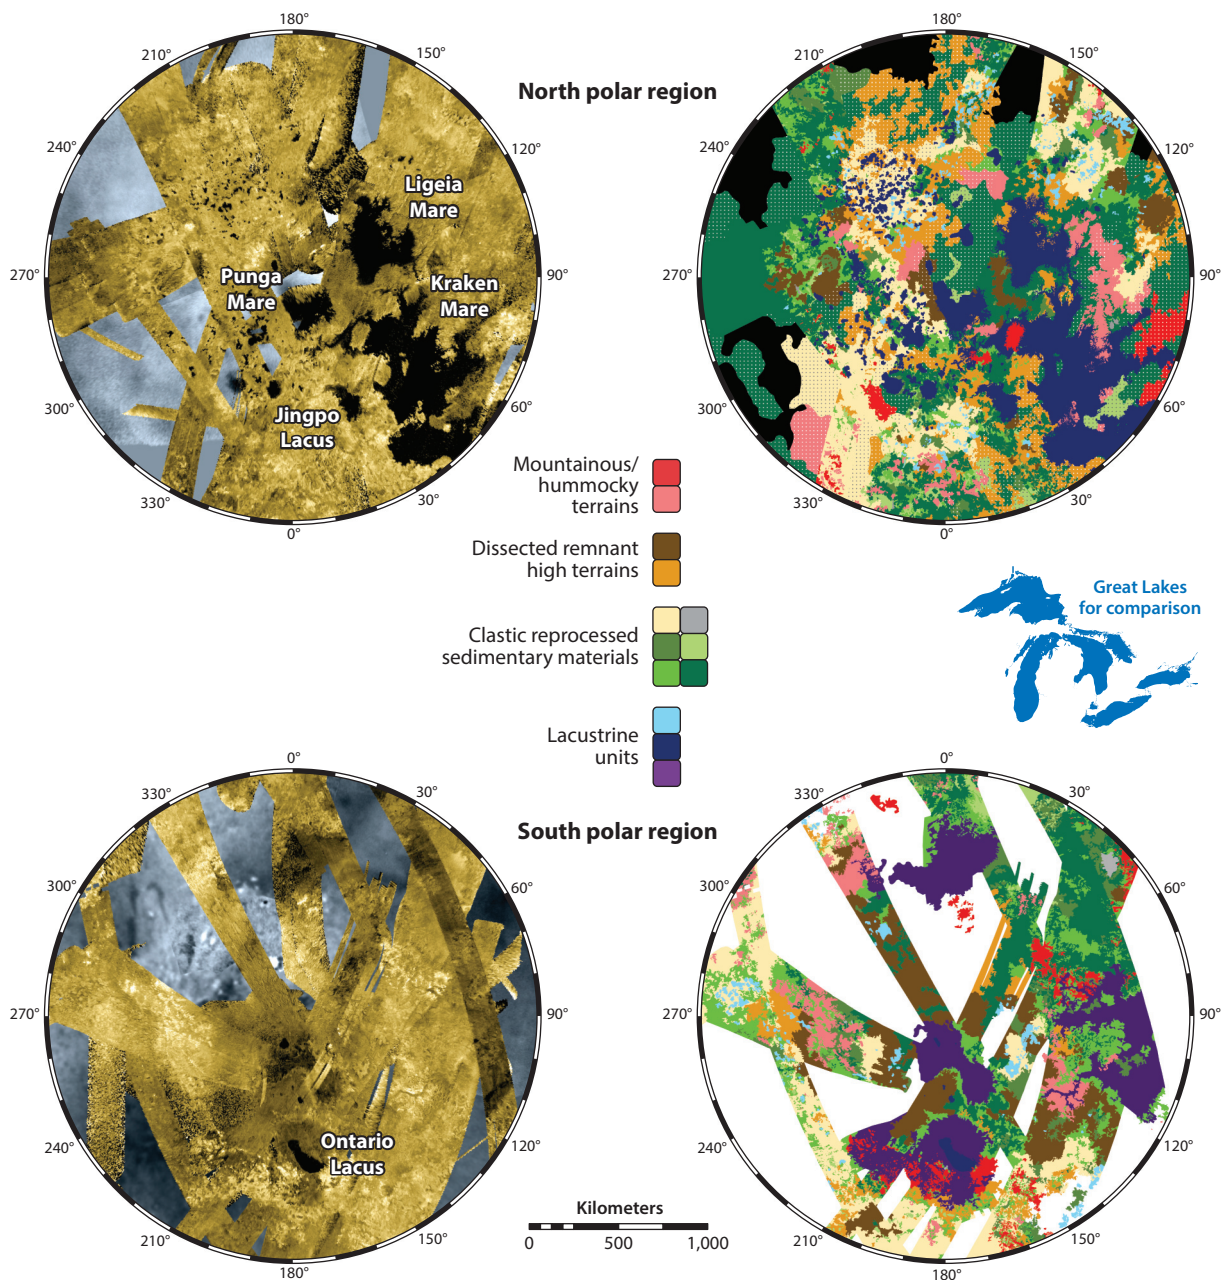 North polar region
180°
150°
120°
90°
60°
30°
0°
330°
300°
270°
240°
210°
Ligeia
Mare
Punga
Mare
Kraken
Mare
Jingpo
Lacus
180°
150°
120°
90°
60°
30°
0°
330°
300°
270°
240°
210°
Mountainous/
hummocky
terrains
Dissected remnant
high terrains
Clastic reprocessed
sedimentary materials
Lacustrine
units
Great Lakes
for comparison
South polar region
0°
30°
60°
90°
120°
150°
180°
210°
240°
270°
300°
330°
Ontario
Lacus
0°
30°
60°
90°
120°
150°
180°
210°
240°
270°
300°
330°
Kilometers
0 500 1,000